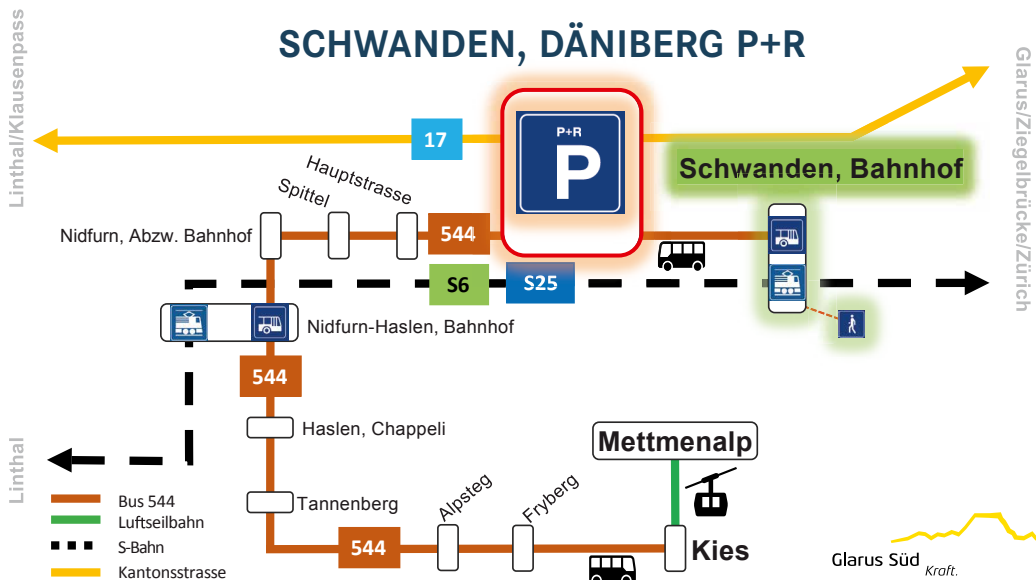 SCHWANDEN, DÄNIBERG P+R
Linthal/Klausenpass
Glarus/Ziegelbrücke/Zürich
17
P+R
P
Schwanden, Bahnhof
Hauptstrasse
Spittel
Nidfurn, Abzw. Bahnhof
544
S6
S25
Nidfurn-Haslen, Bahnhof
544
Haslen, Chappeli
Mettmenalp
Linthal
Tannenberg
Alpsteg
Fryberg
544
Kies
Bus 544
Luftseilbahn
S-Bahn
Kantonsstrasse
Glarus Süd
Kraft.